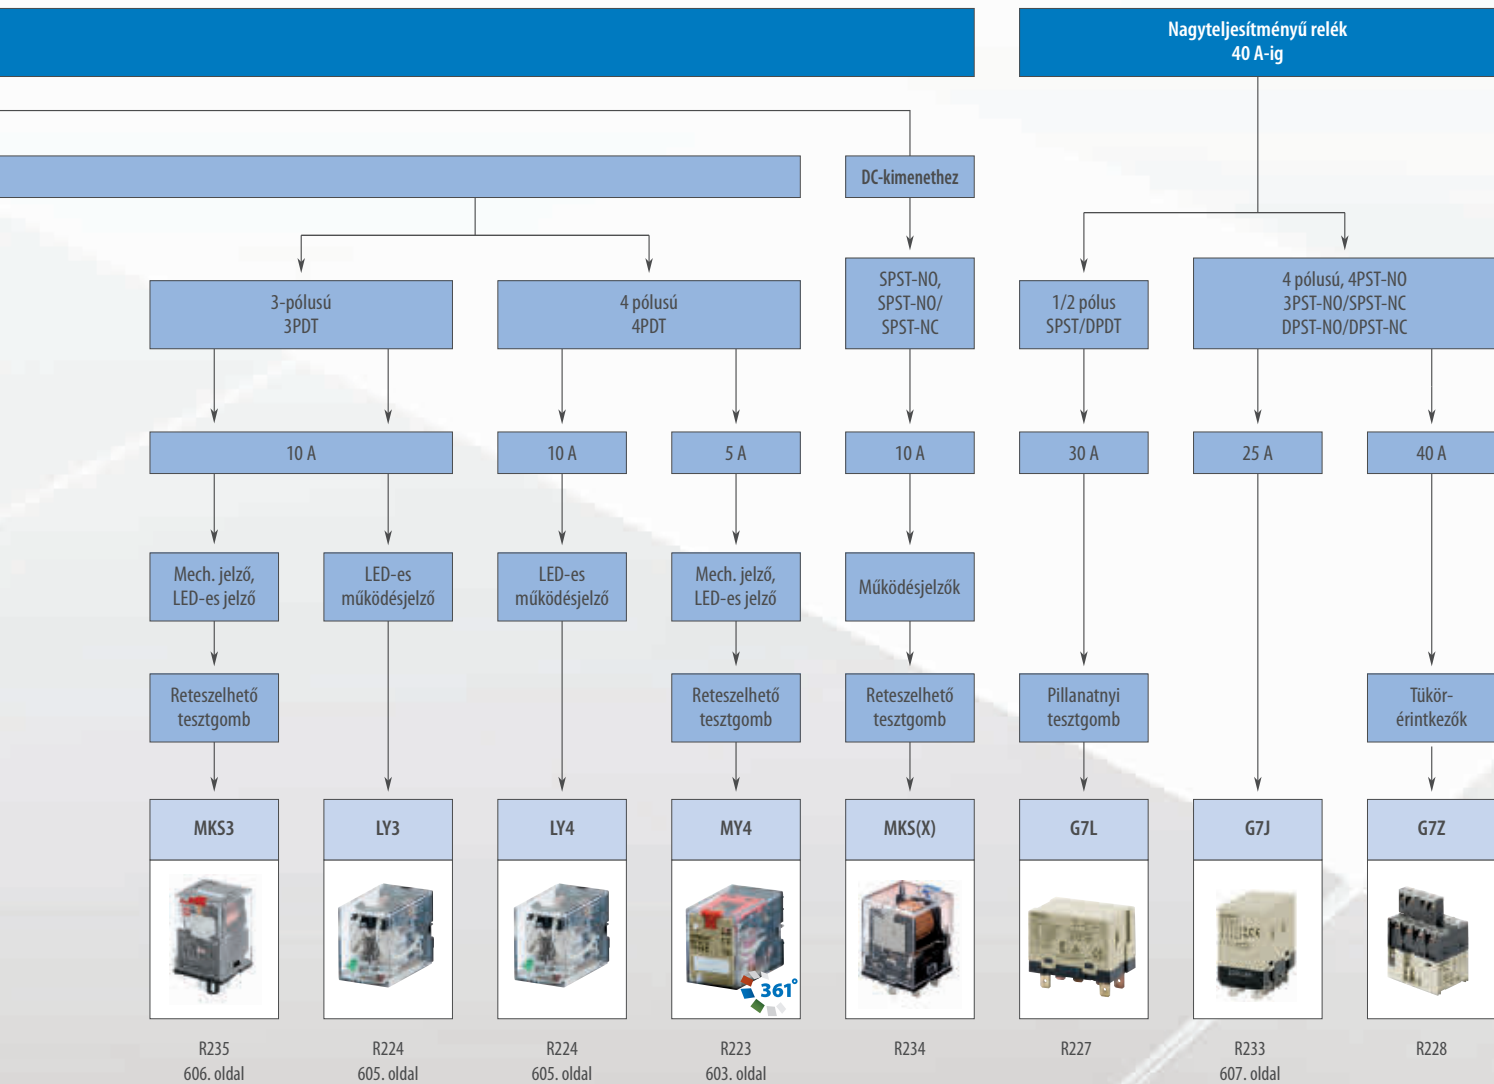 Nagyteljesítményű relék
40 A-ig
DC-kimenethez
3-pólusú
3PDT
4 pólusú
4PDT
SPST-NO,
SPST-NO/
SPST-NC
1/2 pólus
SPST/DPDT
4 pólusú, 4PST-NO
3PST-NO/SPST-NC
DPST-NO/DPST-NC
10 A
10 A
5 A
10 A
30 A
25 A
40 A
Mech. jelző,
LED-es jelző
LED-es
működésjelző
LED-es
működésjelző
Mech. jelző,
LED-es jelző
Működésjelzők
Reteszelhető
tesztgomb
Reteszelhető
tesztgomb
Reteszelhető
tesztgomb
Pillanatnyi
tesztgomb
Tükör-
érintkezők
MKS3
LY3
LY4
MY4
MKS(X)
G7L
G7J
G7Z
361°
R235
606. oldal
R224
605. oldal
R224
605. oldal
R223
603. oldal
R234
R227
R233
607. oldal
R228